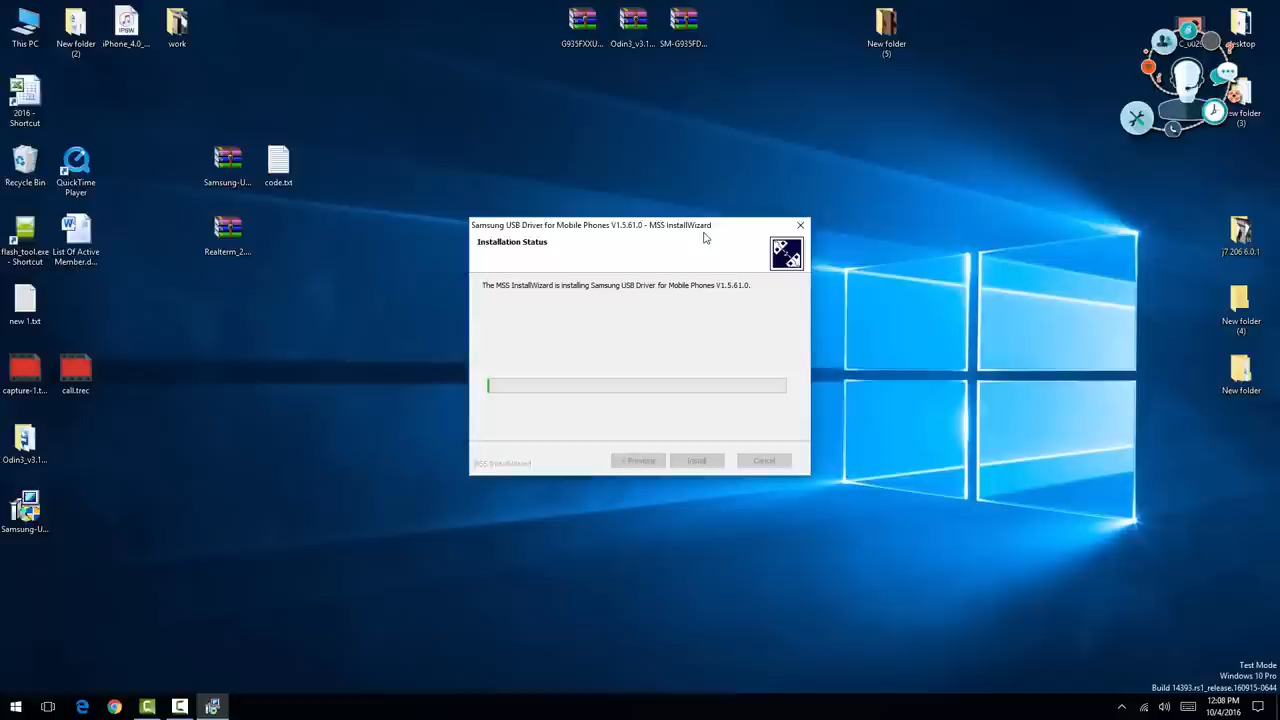 This PC
New folder
(2)
iPhone_4.0_...
work
G935FXXU...
Odin3_v3.1...
SM-G935FD...
New folder
(5)
2016 -
Shortcut
(3)
Recycle Bin
QuickTime
Player
Samsung-U...
code.txt
flash_tool.exe
- Shortcut
List Of Active
Member.d...
Realterm_2....
j7 206 6.0.1
new 1.txt
New folder
(4)
capture-1.t...
call.trec
New folder
Odin3_v3.1...
Samsung-U...
Samsung USB Driver for Mobile Phones V1.5.61.0 - MSS InstallWizard
Installation Status
The MSS InstallWizard is installing Samsung USB Driver for Mobile Phones V1.5.61.0.
MSS InstallWizard
< Previous
Install
Cancel
Test Mode
Windows 10 Pro
Build 14393.rs1_release.160915-0644
12:08 PM
10/4/2016